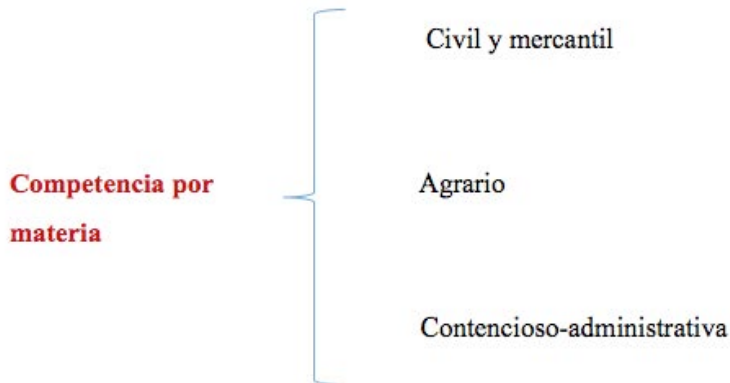 Civil y mercantil
Competencia por
materia
Agrario
Contencioso-administrativa